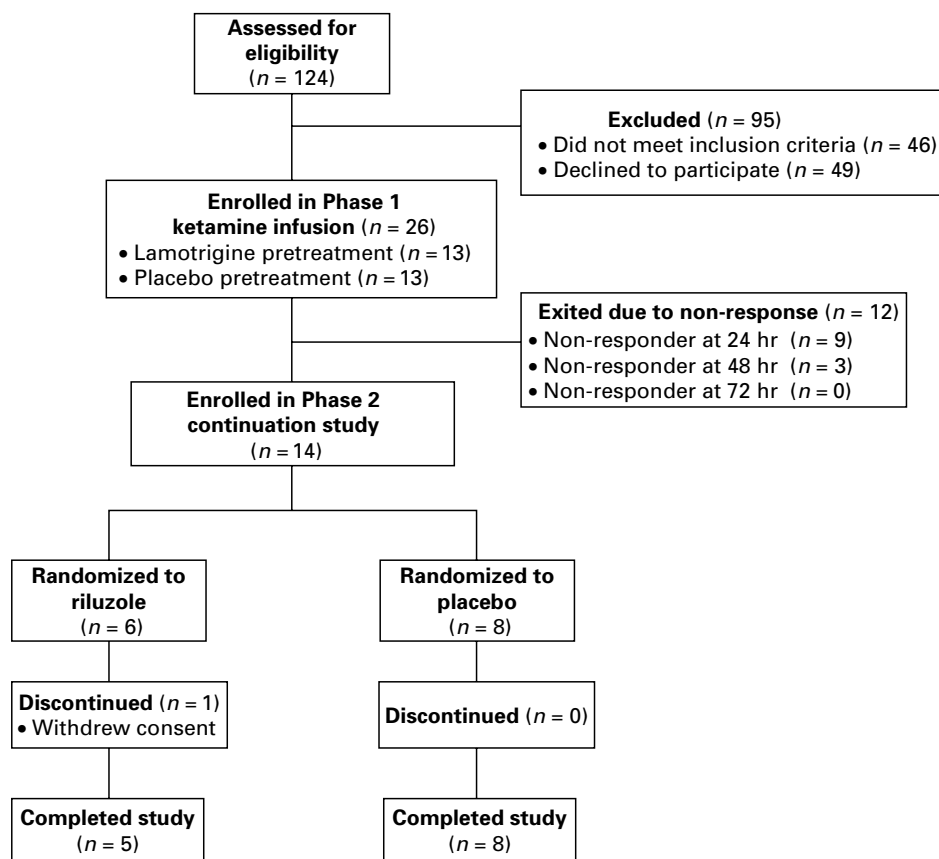 Assessed for
eligibility
(n = 124)
Excluded (n = 95)
• Did not meet inclusion criteria (n = 46)
• Declined to participate (n = 49)
Enrolled in Phase 1
ketamine infusion (n = 26)
• Lamotrigine pretreatment (n = 13)
• Placebo pretreatment (n = 13)
Exited due to non-response (n = 12)
• Non-responder at 24 hr (n = 9)
• Non-responder at 48 hr (n = 3)
• Non-responder at 72 hr (n = 0)
Enrolled in Phase 2
continuation study
(n = 14)
Randomized to
riluzole
(n = 6)
Randomized to
placebo
(n = 8)
Discontinued (n = 1)
• Withdrew consent
Discontinued (n = 0)
Completed study
(n = 5)
Completed study
(n = 8)